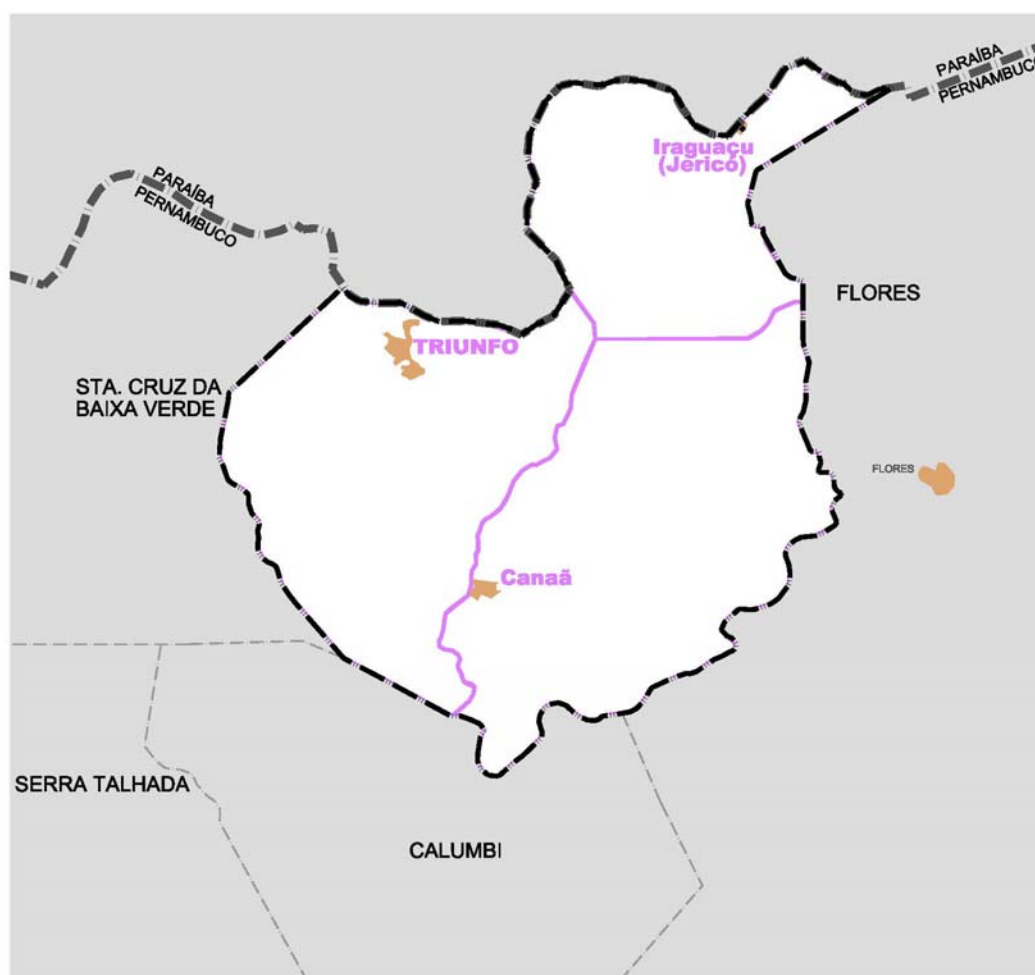 PARAÍBA
PERNAMBUCO
Iraguaçu
(Jericó)
PARAÍBA
PERNAMBUCO
FLORES
TRIUNFO
STA. CRUZ DA
BAIXA VERDE
FLORES
Canaã
SERRA TALHADA
CALUMBI